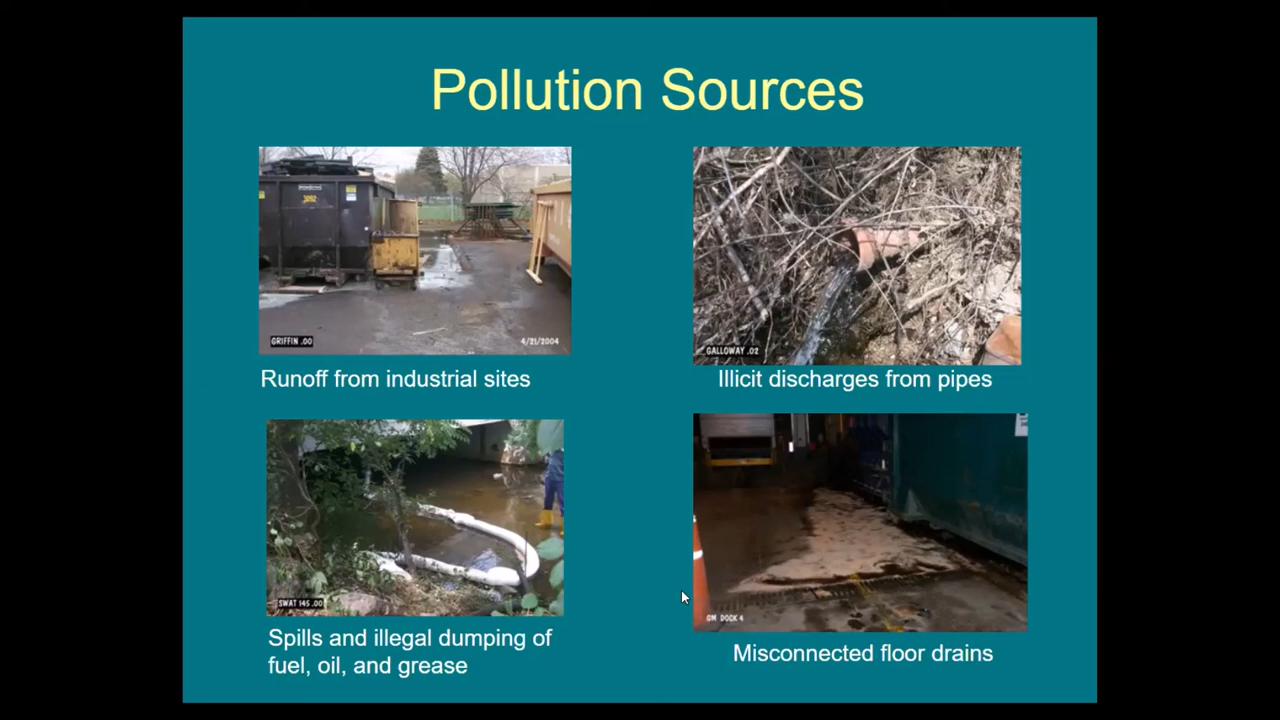 Pollution Sources
3092
GRIFFIN .00
4/21/2004
Runoff from industrial sites
GALLOWAY .02
Illicit discharges from pipes
SWAT 145 .00
Spills and illegal dumping of
fuel, oil, and grease
GM DOCK 4
Misconnected floor drains